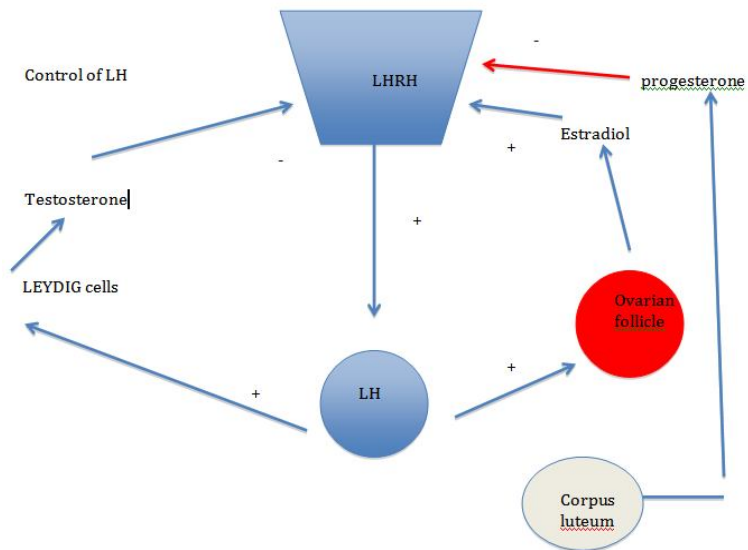 -
Control of LH
LHRH
progesterone
Estradiol
+
-
Testosterone
+
LEYDIG cells
Ovarian
follicle
+
LH
+
Corpus
luteum